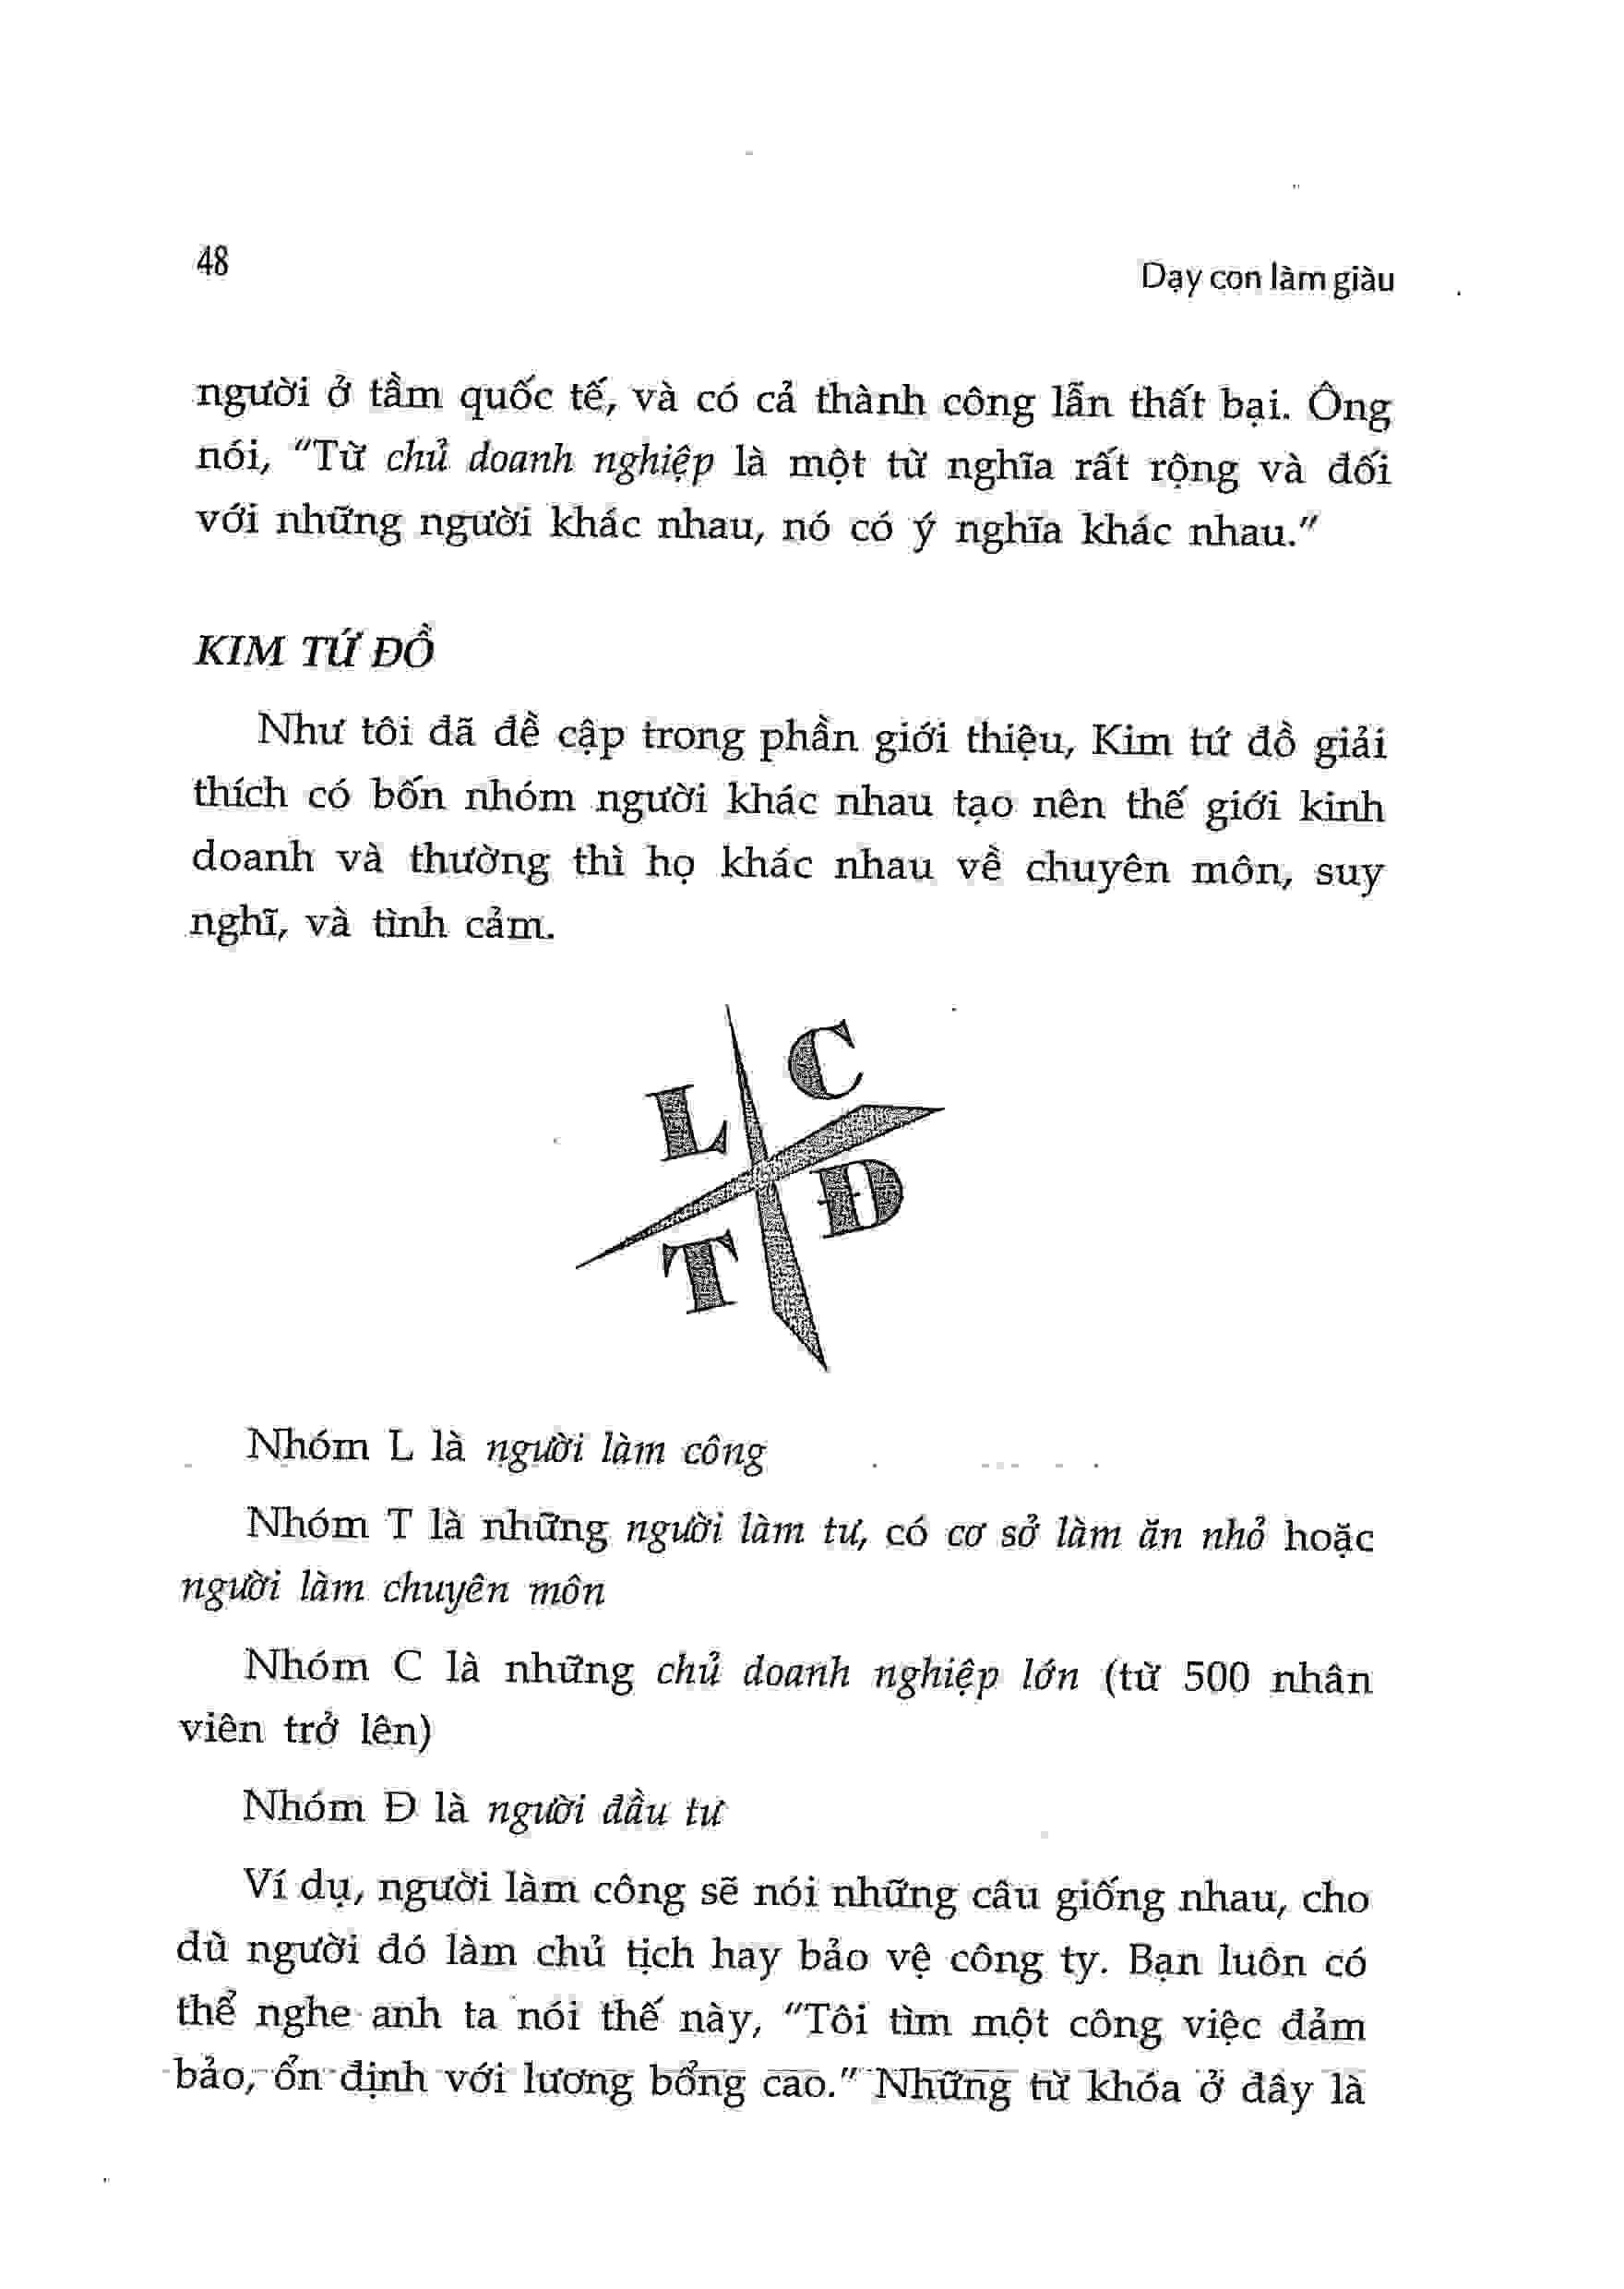 48
Dạy con làm giàu
người ở tầm quốc tế, và có cả thành công lẫn thất bại. Ông
nói, "Từ chủ doanh nghiệp là một từ nghĩa rất rộng và đối
với những người khác nhau, nó có ý nghĩa khác nhau."
KIM TỨ ĐỒ
Như tôi đã đề cập trong phần giới thiệu, Kim tứ đồ giải
thích có bốn nhóm người khác nhau tạo nên thế giới kinh
doanh và thường thì họ khác nhau về chuyên môn, suy
nghĩ, và tình cảm.
L C
T Đ
Nhóm L là người làm công
Nhóm T là những người làm tư, có cơ sở làm ăn nhỏ hoặc
người làm chuyên môn
Nhóm C là những chủ doanh nghiệp lớn (từ 500 nhân
viên trở lên)
Nhóm Đ là người đầu tư
Ví dụ, người làm công sẽ nói những câu giống nhau, cho
dù người đó làm chủ tịch hay bảo vệ công ty. Bạn luôn có
thể nghe anh ta nói thế này, "Tôi tìm một công việc đảm
bảo, ổn định với lương bổng cao." Những từ khóa ở đây là